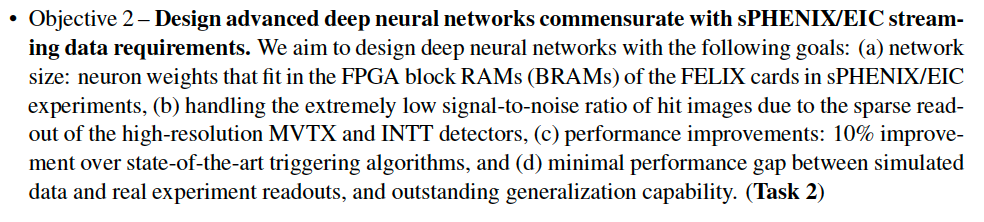 • Objective 2 – Design advanced deep neural networks commensurate with sPHENIX/EIC stream-
ing data requirements. We aim to design deep neural networks with the following goals: (a) network
size: neuron weights that fit in the FPGA block RAMs (BRAMs) of the FELIX cards in sPHENIX/EIC
experiments, (b) handling the extremely low signal-to-noise ratio of hit images due to the sparse read-
out of the high-resolution MVTX and INTT detectors, (c) performance improvements: 10% improve-
ment over state-of-the-art triggering algorithms, and (d) minimal performance gap between simulated
data and real experiment readouts, and outstanding generalization capability. (Task 2)